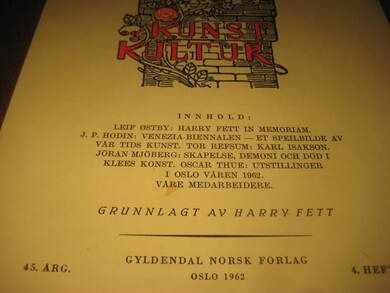 KUNST
KULTUR
INNHOLD:
LEIF ØSTBY: HARRY FETT IN MEMORIAM.
J. P. HODIN: VENEZIA-BIENNALEN — ET SPEILBILDE AV
VÅR TIDS KUNST. TOR REFSUM: KARL ISAKSON.
JÖRAN MJÖBERG: SKAPELSE, DEMONI OCH DÖD I
KLEES KONST. OSCAR THUE: UTSTILLINGER
I OSLO VÅREN 1962.
VÅRE MEDARBEIDERE.
GRUNNLAGT AV HARRY FETT
45. ÅRG.
GYLDENDAL NORSK FORLAG
4. HEF
OSLO 1962